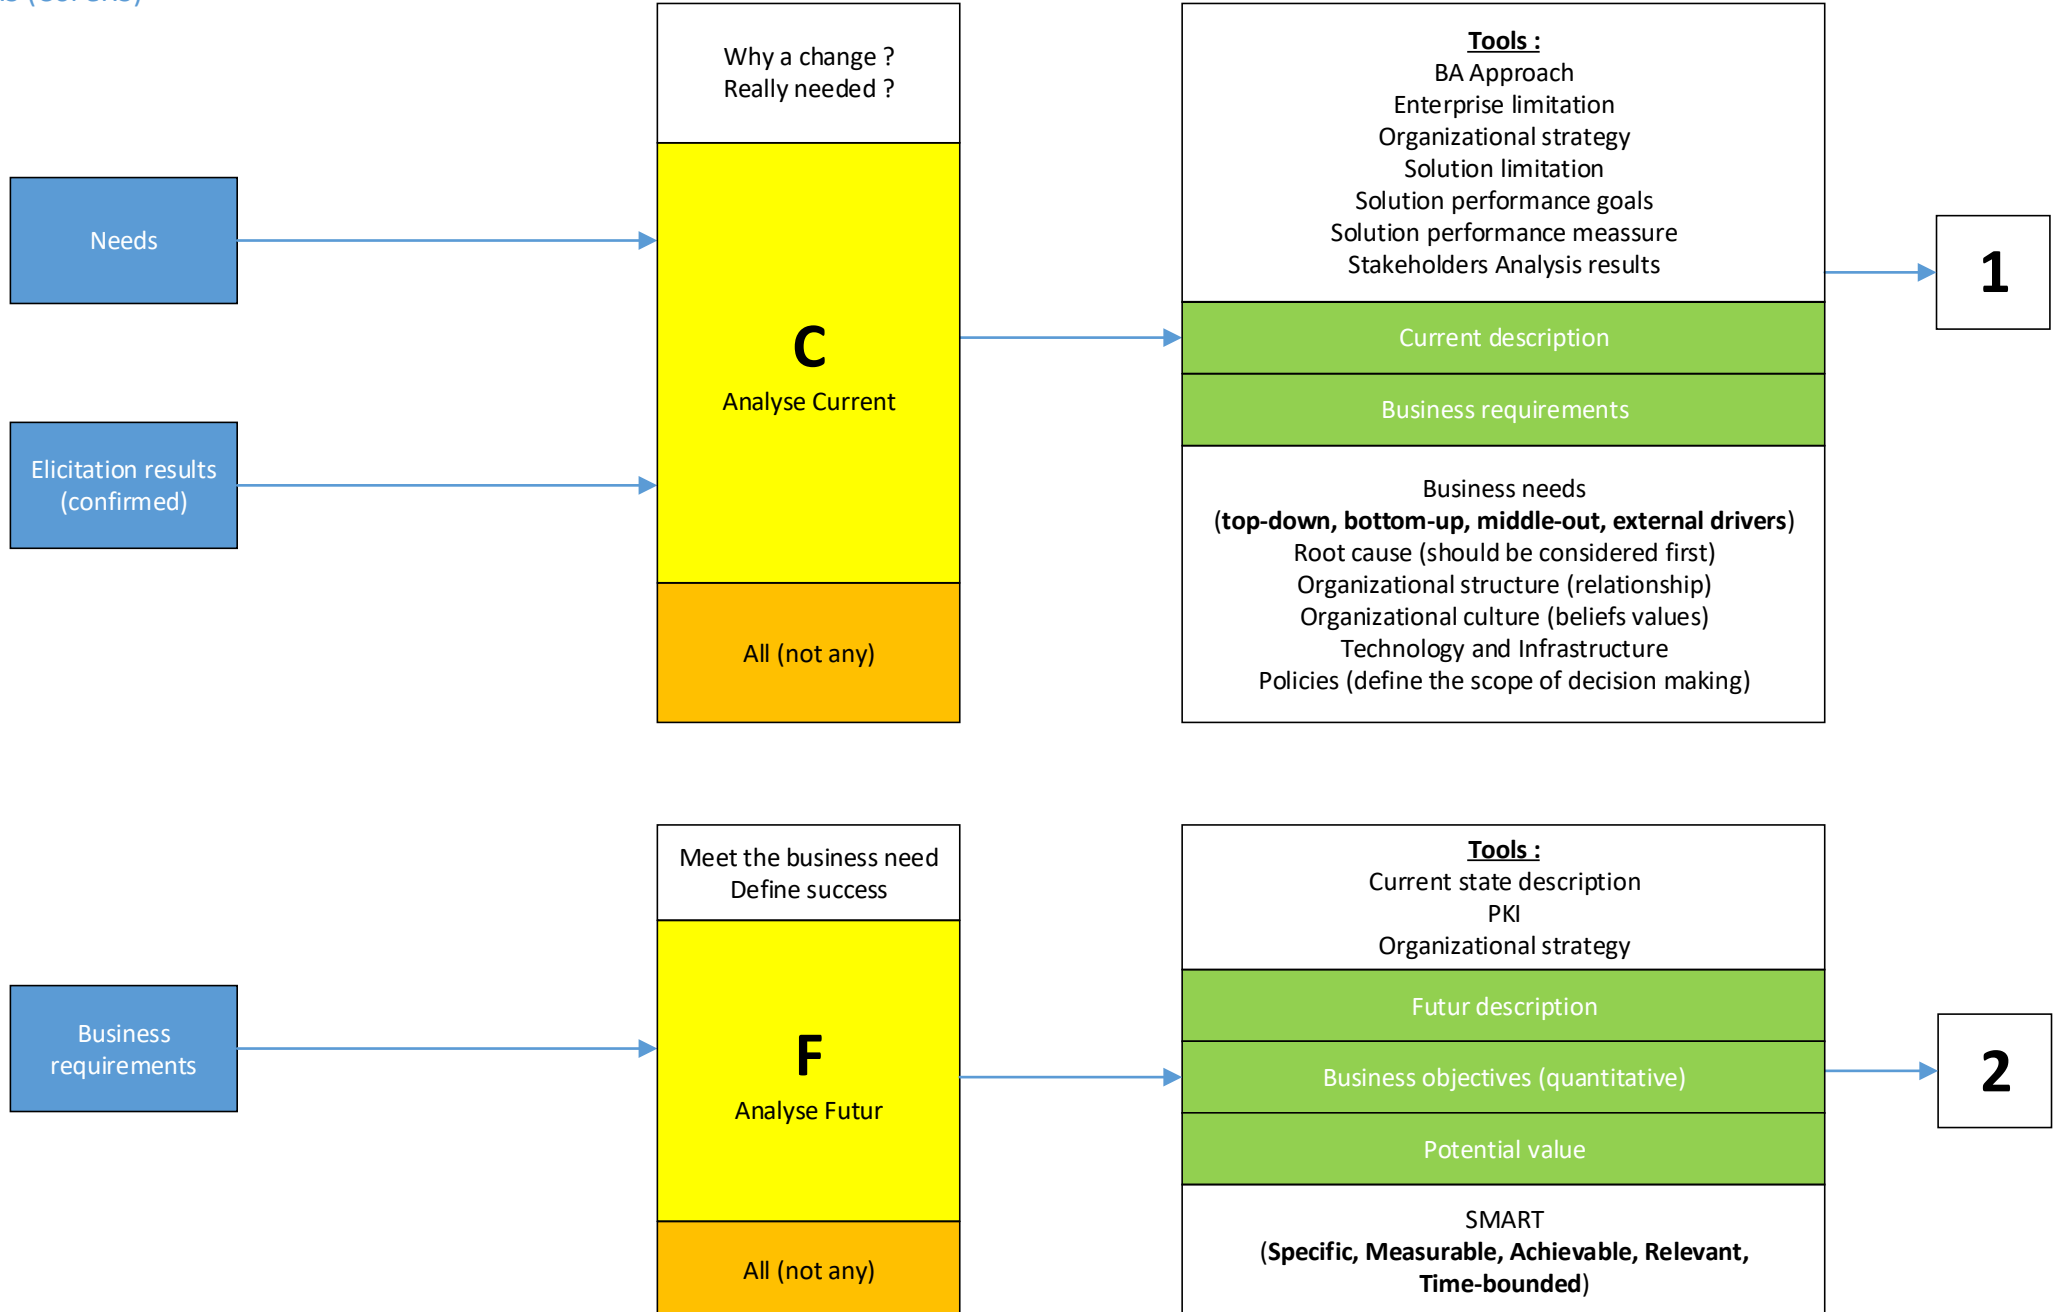 Why a change ?
Really needed ?
Tools :
BA Approach
Enterprise limitation
Organizational strategy
Solution limitation
Solution performance goals
Solution performance meassure
Stakeholders Analysis results
Needs
1
Current description
C
Analyse Current
Business requirements
Elicitation results
(confirmed)
Business needs
(top-down, bottom-up, middle-out, external drivers)
Root cause (should be considered first)
Organizational structure (relationship)
Organizational culture (beliefs values)
Technology and Infrastructure
Policies (define the scope of decision making)
All (not any)
Meet the business need
Define success
Tools :
Current state description
PKI
Organizational strategy
Business
requirements
F
Analyse Futur
Futur description
Business objectives (quantitative)
Potential value
2
SMART
(Specific, Measurable, Achievable, Relevant,
Time-bounded)
All (not any)